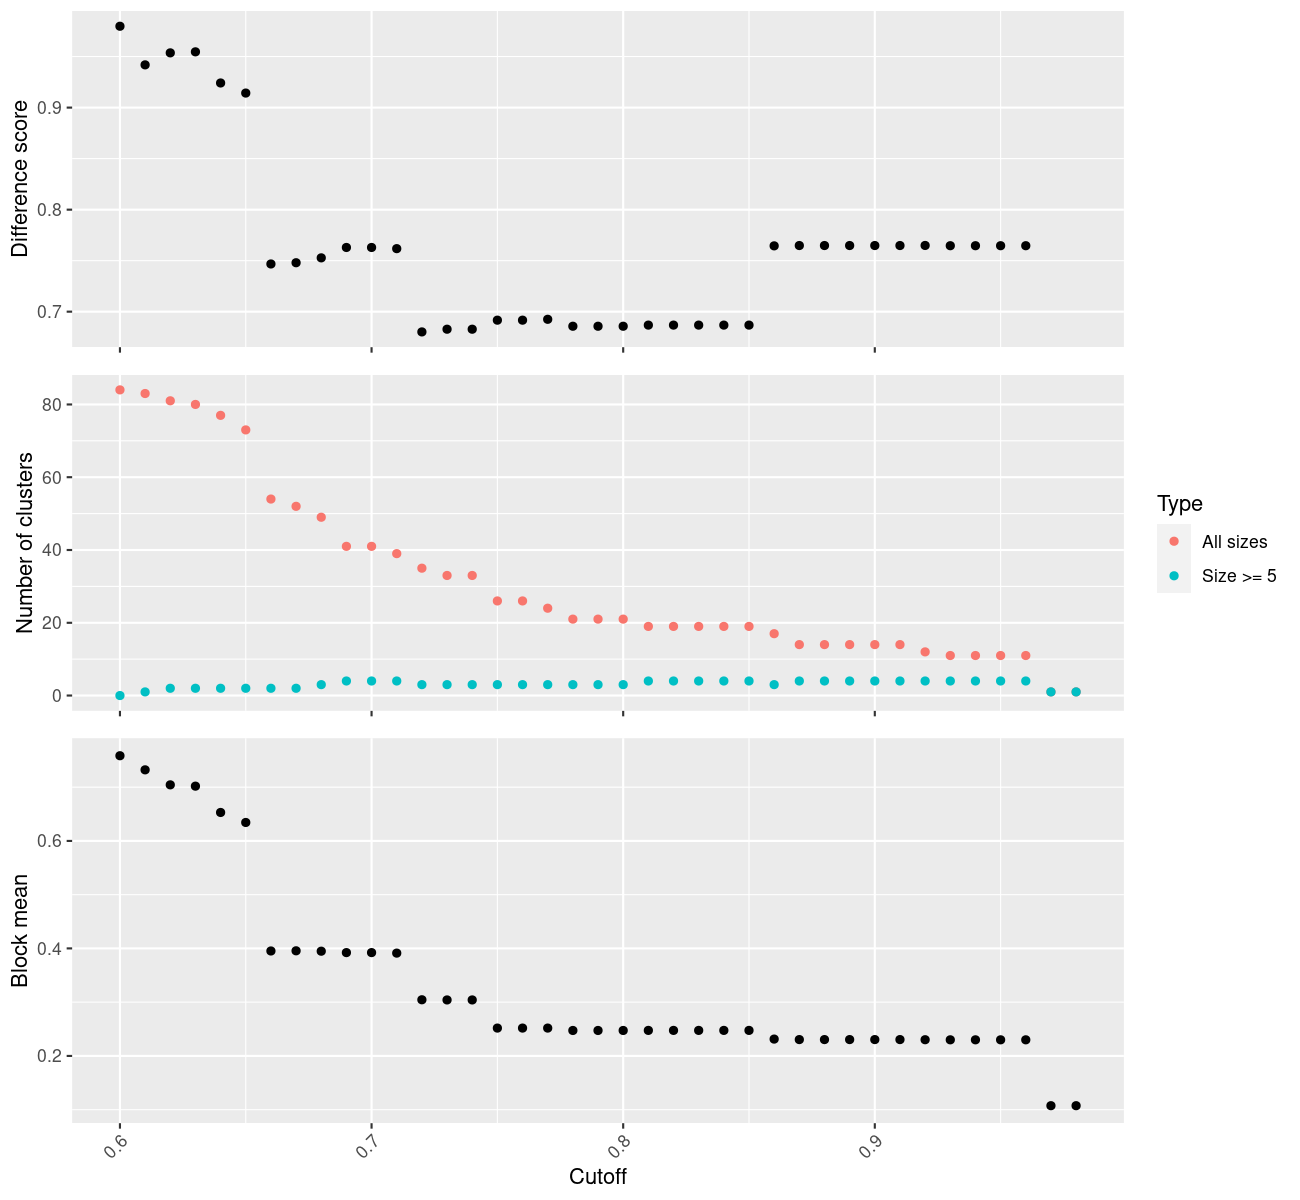 Difference score
0.9
0.8
0.7
Number of clusters
80
60
40
20
0
Type
All sizes
Size >= 5
Block mean
0.6
0.4
0.2
0.6
0.7
0.8
0.9
Cutoff